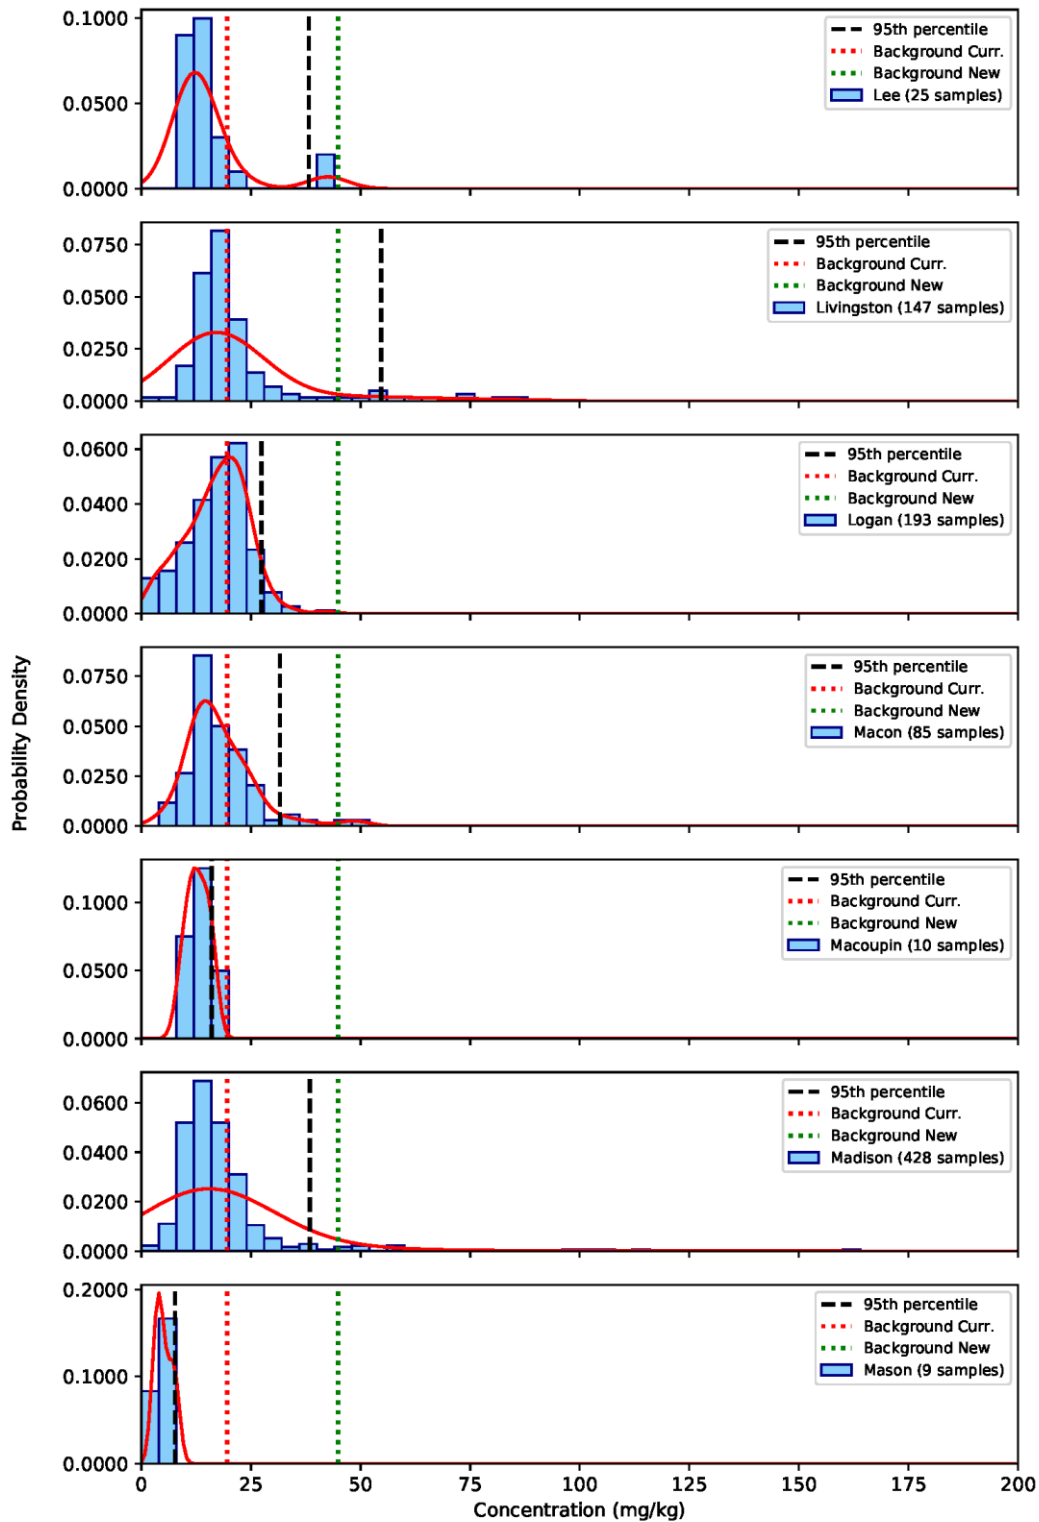 0.1000
0.0500
0.0000
95th percentile
Background Curr.
Background New
Lee (25 samples)
0.0750
0.0500
0.0250
0.0000
95th percentile
Background Curr.
Background New
Livingston (147 samples)
0.0600
0.0400
0.0200
0.0000
95th percentile
Background Curr.
Background New
Logan (193 samples)
Probability Density
0.0750
0.0500
0.0250
0.0000
95th percentile
Background Curr.
Background New
Macon (85 samples)
0.1000
0.0500
0.0000
95th percentile
Background Curr.
Background New
Macoupin (10 samples)
0.0600
0.0400
0.0200
0.0000
95th percentile
Background Curr.
Background New
Madison (428 samples)
0.2000
0.1000
0.0000
95th percentile
Background Curr.
Background New
Mason (9 samples)
0 25 50 75 100 125 150 175 200
Concentration (mg/kg)